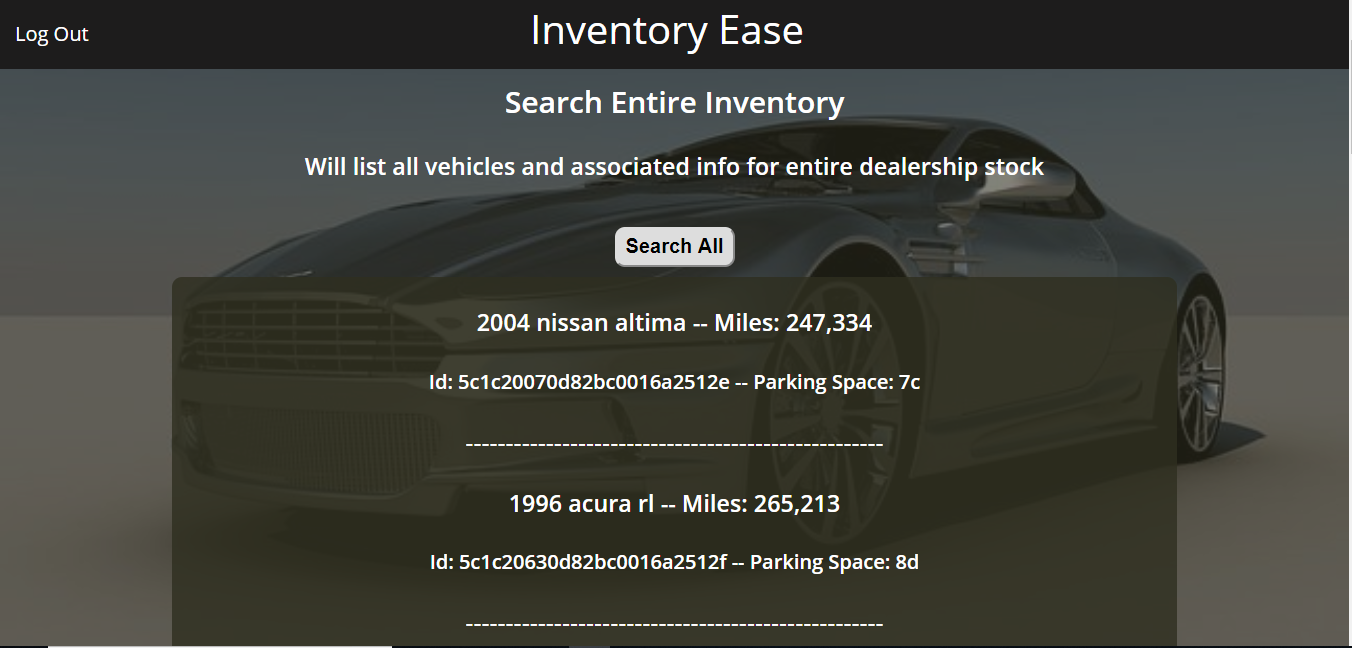 Log Out
Inventory Ease
Search Entire Inventory
Will list all vehicles and associated info for entire dealership stock
Search All
2004 nissan altima -- Miles: 247,334
Id: 5c1c20070d82bc0016a2512e -- Parking Space: 7c
----------------------------------------------------
1996 acura rl -- Miles: 265,213
Id: 5c1c20630d82bc0016a2512f -- Parking Space: 8d
----------------------------------------------------